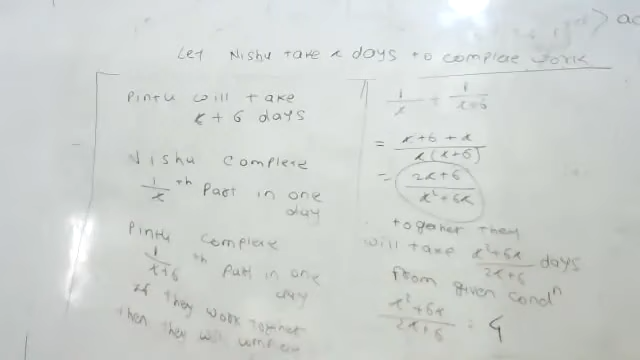 Let Nishu take x days to complae work
Pintu will take
x + 6 days
Nishu complete
1/x th part in one
day
Pintu complete
1/x+6 th part in one
day
If they work together
then they will
1/x + 1/x+6
= x+6+x / x(x+6)
= 2x+6 / x²+6x
together they
will take x²+6x / 2x+6 days
From given condⁿ
x²+6x / 2x+6 = 4